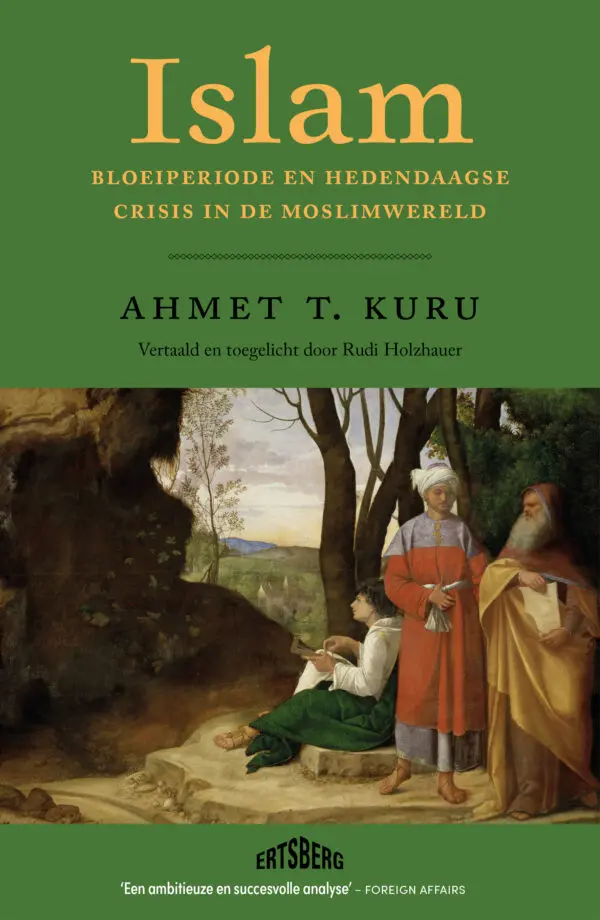 Islam
BLOEIPERIODE EN HEDENDAAGSE
CRISIS IN DE MOSLIMWERELD
AHMET T. KURU
Vertaald en toegelicht door Rudi Holzhauer
ERTSBERG
‘Een ambitieuze en succesvolle analyse’ – FOREIGN AFFAIRS